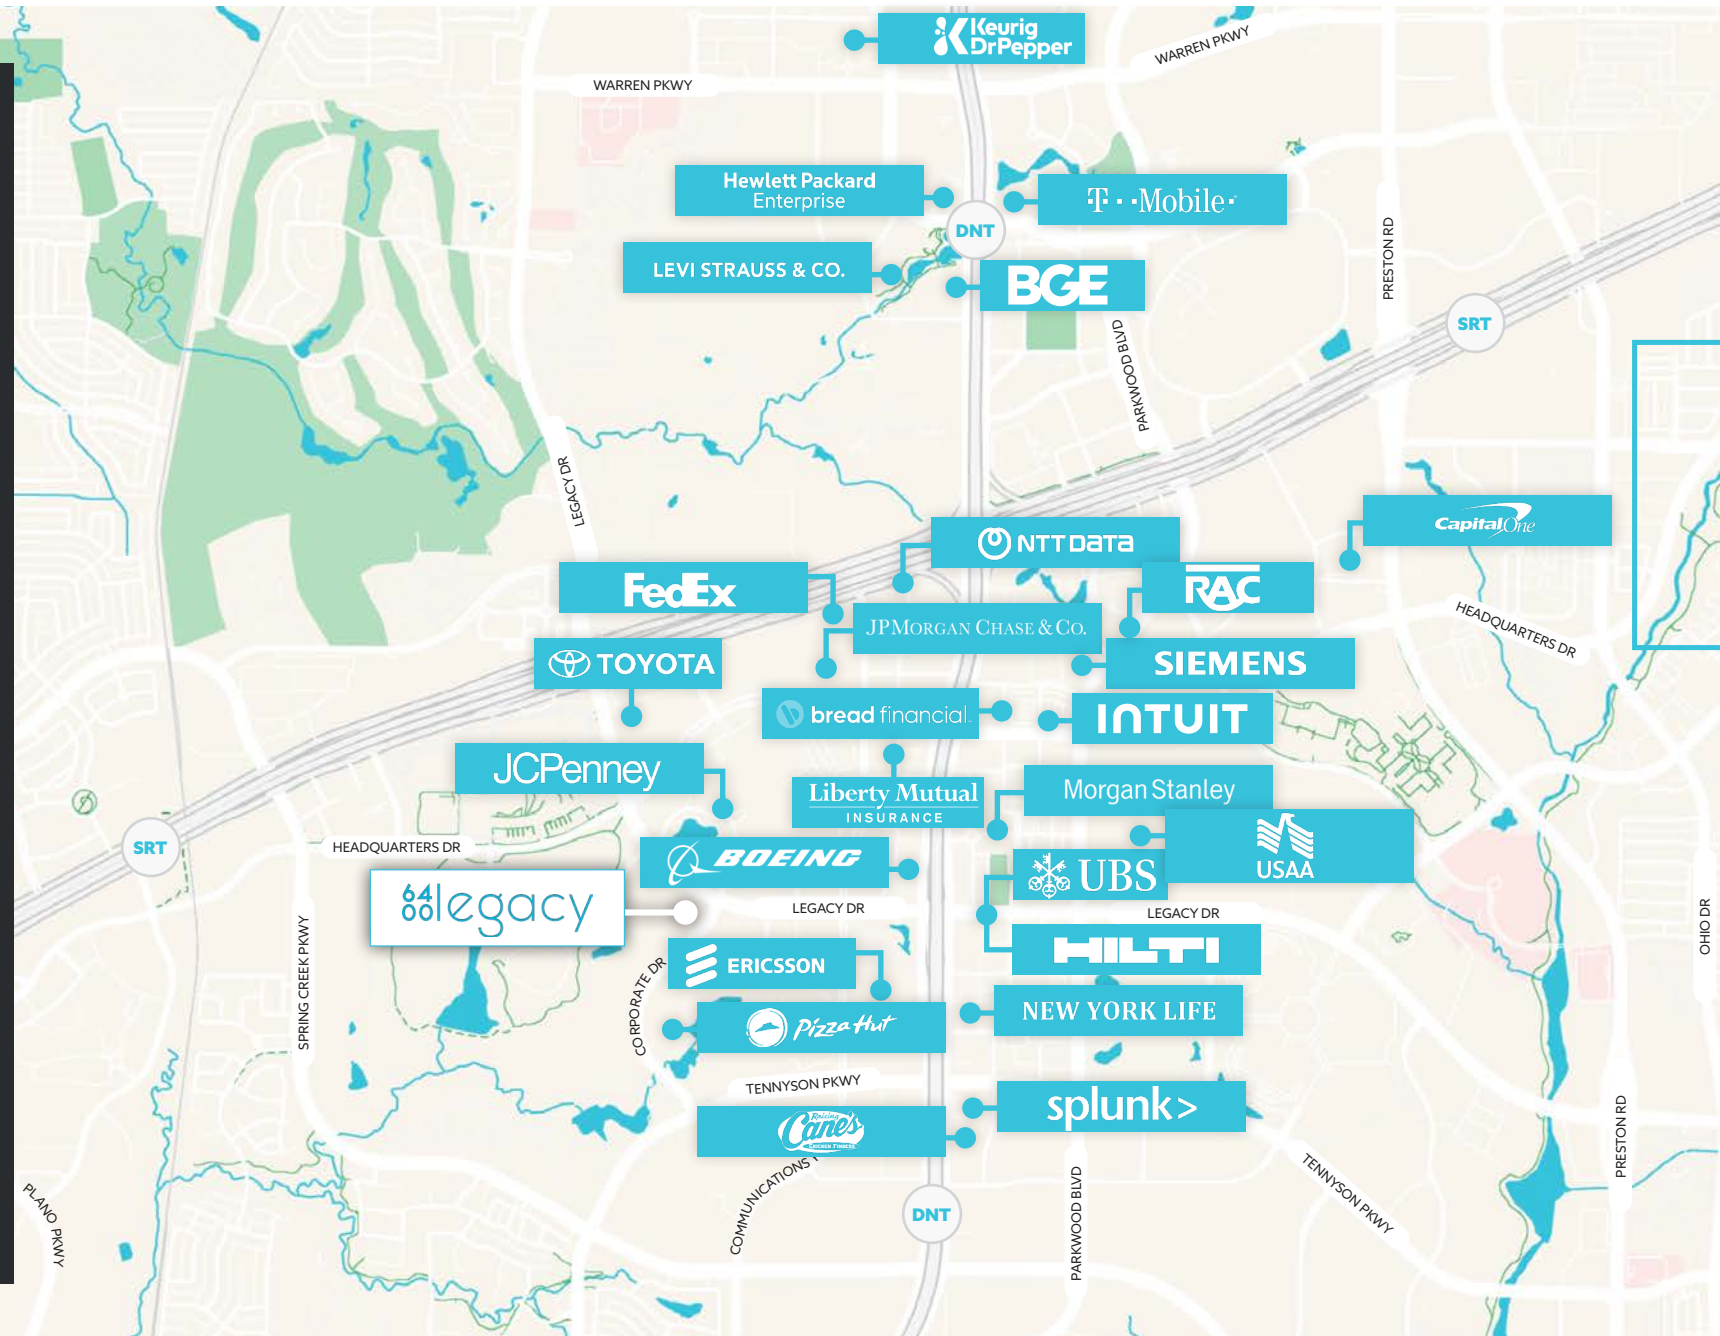 Keurig
DrPepper
WARREN PKWY
WARREN PKWY
Hewlett Packard
Enterprise
T··Mobile·
DNT
LEVI STRAUSS & CO.
BGE
PRESTON RD
SRT
PARKWOOD BLVD
LEGACY DR
Capital One
NTT DATA
FedEx
RAC
JPMORGAN CHASE & CO.
HEADQUARTERS DR
TOYOTA
SIEMENS
bread financial.
INTUIT
JCPenney
Liberty Mutual
INSURANCE
Morgan Stanley
SRT
HEADQUARTERS DR
BOEING
USAA
UBS
6400 legacy
LEGACY DR
LEGACY DR
OHIO DR
SPRING CREEK PKWY
HILTI
CORPORATE DR
ERICSSON
NEW YORK LIFE
Pizza Hut
TENNYSON PKWY
splunk>
Raising
Cane's
CHICKEN FINGERS
PRESTON RD
COMMUNICATIONS
TENNYSON PKWY
PLANO PKWY
DNT
PARKWOOD BLVD